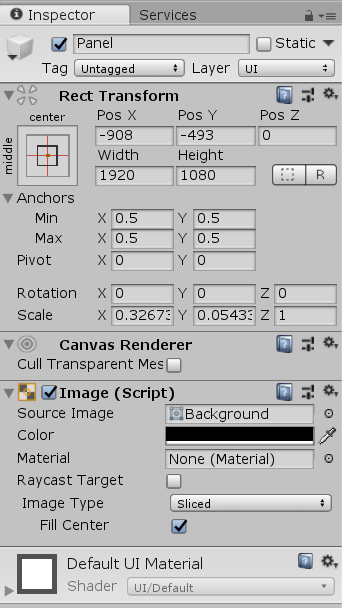 Inspector Services
Panel Static
Tag Untagged Layer UI
Rect Transform
center Pos X Pos Y Pos Z
middle -908 -493 0
Width Height
1920 1080 R
Anchors
Min X 0.5 Y 0.5
Max X 0.5 Y 0.5
Pivot X 0 Y 0
Rotation X 0 Y 0 Z 0
Scale X 0.32673 Y 0.05433 Z 1
Canvas Renderer
Cull Transparent Mes
Image (Script)
Source Image Background
Color
Material None (Material)
Raycast Target
Image Type Sliced
Fill Center
Default UI Material
Shader UI/Default